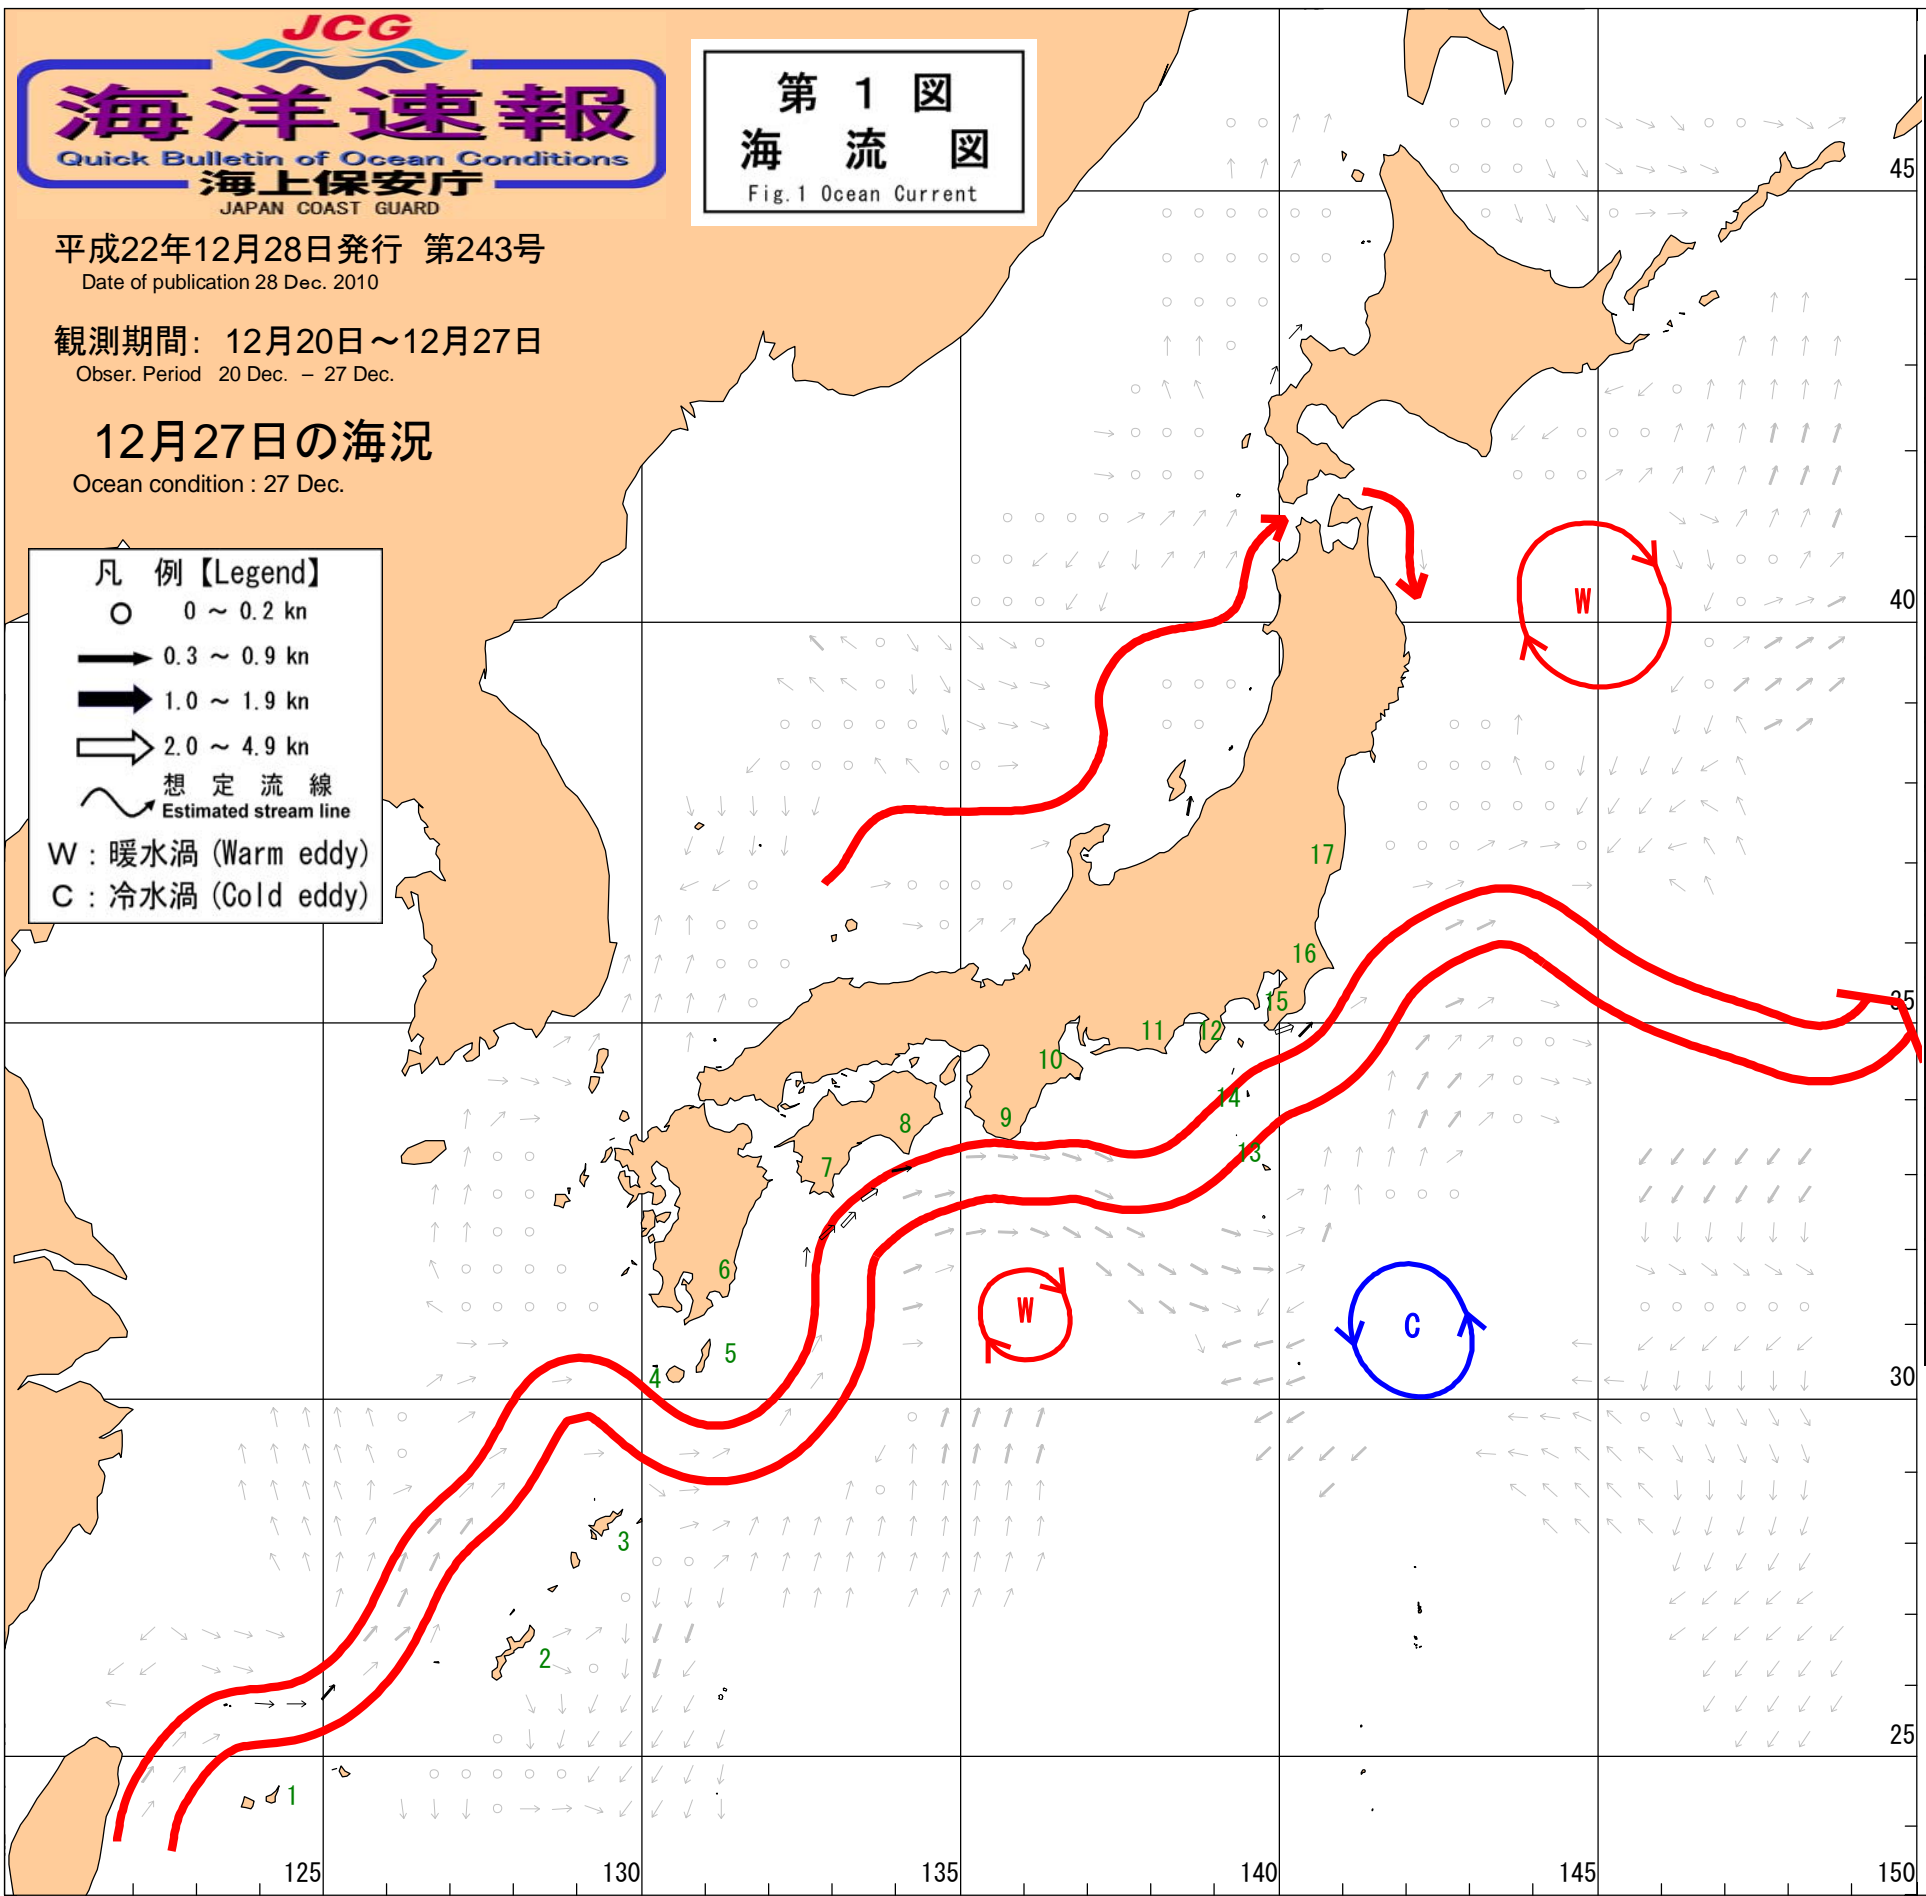 JCG
海洋速報
Quick Bulletin of Ocean Conditions
海上保安庁
JAPAN COAST GUARD
第 1 図
海 流 図
Fig.1 Ocean Current
平成22年12月28日発行 第243号
Date of publication 28 Dec. 2010
観測期間: 12月20日～12月27日
Obser. Period 20 Dec. – 27 Dec.
12月27日の海況
Ocean condition : 27 Dec.
凡 例【Legend】
0 ～ 0.2 kn
0.3 ～ 0.9 kn
1.0 ～ 1.9 kn
2.0 ～ 4.9 kn
想 定 流 線
Estimated stream line
W : 暖水渦 (Warm eddy)
C : 冷水渦 (Cold eddy)
45
40
35
30
25
W
W
C
17
16
15
12
11
10
14
13
9
8
7
6
5
4
3
2
1
125
130
135
140
145
150